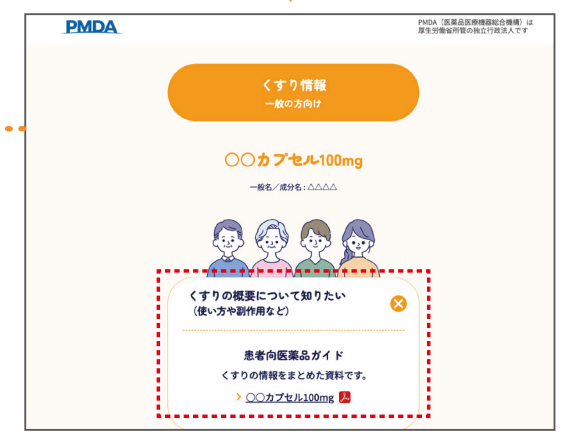 PMDA
PMDA（医薬品医療機器総合機構）は
厚生労働省所管の独立行政法人です
くすり情報
一般の方向け
〇〇カプセル100mg
一般名／成分名：△△△△
くすりの概要について知りたい
（使い方や副作用など）
患者向医薬品ガイド
くすりの情報をまとめた資料です。
〇〇カプセル100mg